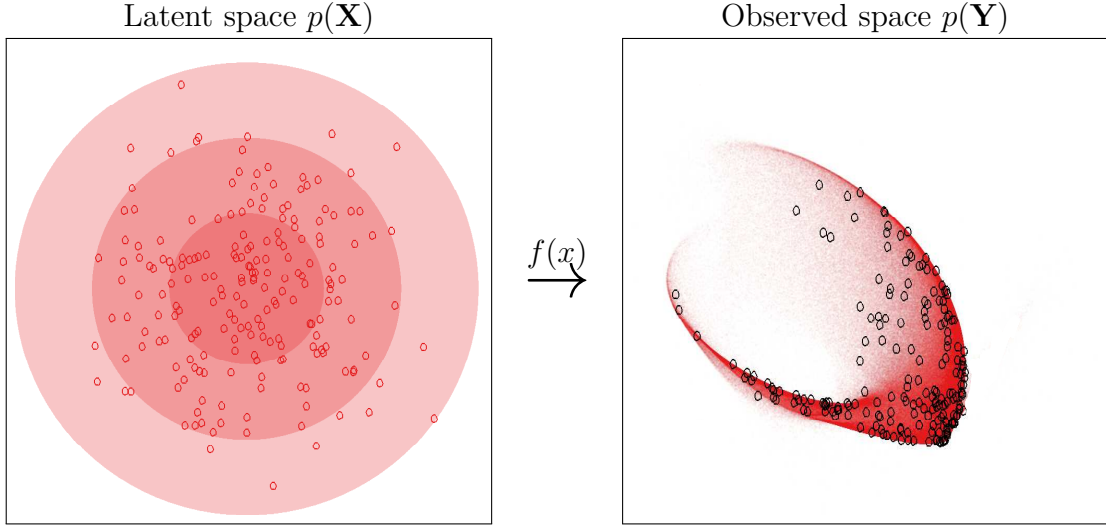 Latent space p(X)
Observed space p(Y)
f(x)